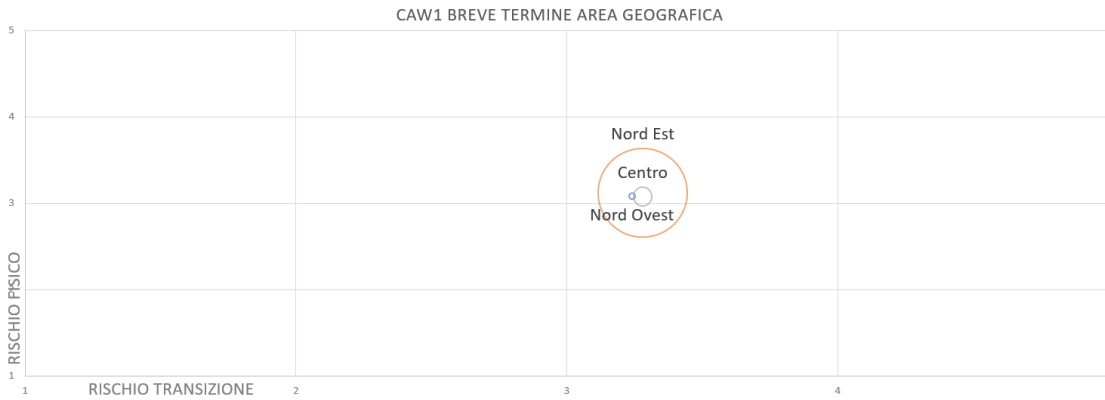 CAW1 BREVE TERMINE AREA GEOGRAFICA
5
4
Nord Est
Centro
3
Nord Ovest
RISCHIO FISICO
1
1
RISCHIO TRANSIZIONE
2
3
4